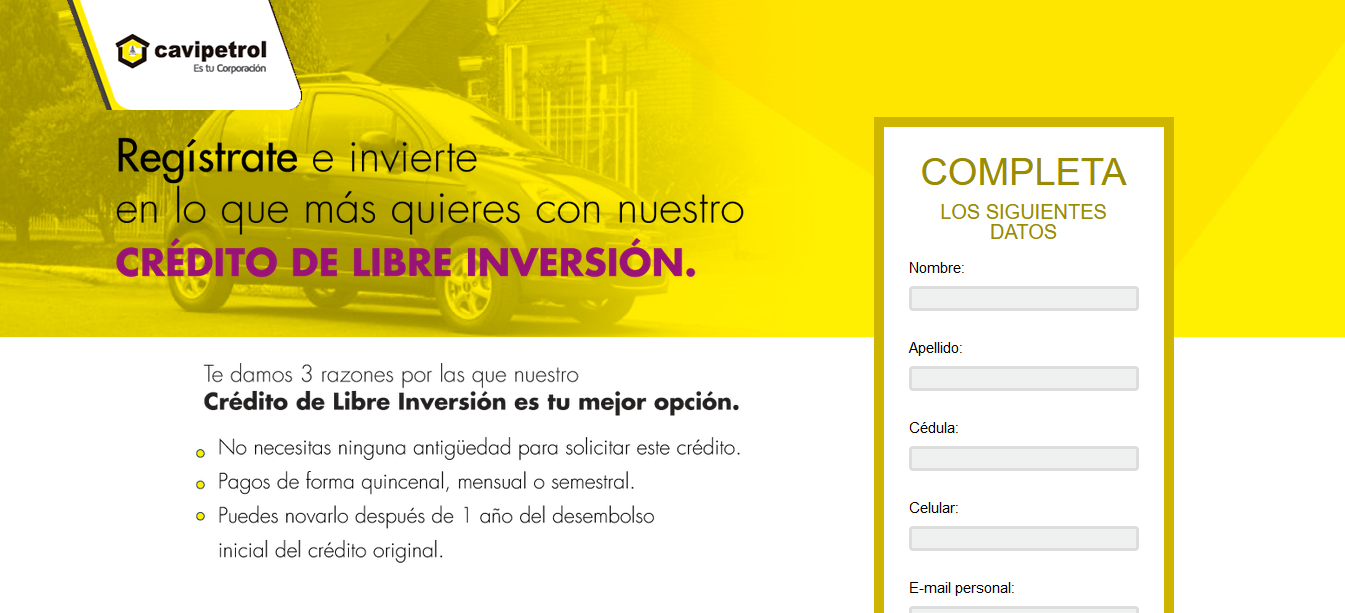 cavipetrol
Es tu Corporación
Regístrate e invierte
en lo que más quieres con nuestro
CRÉDITO DE LIBRE INVERSIÓN.
Te damos 3 razones por las que nuestro
Crédito de Libre Inversión es tu mejor opción.
No necesitas ninguna antigüedad para solicitar este crédito.
Pagos de forma quincenal, mensual o semestral.
Puedes novarlo después de 1 año del desembolso
inicial del crédito original.
COMPLETA
LOS SIGUIENTES
DATOS
Nombre:
Apellido:
Cédula:
Celular:
E-mail personal: